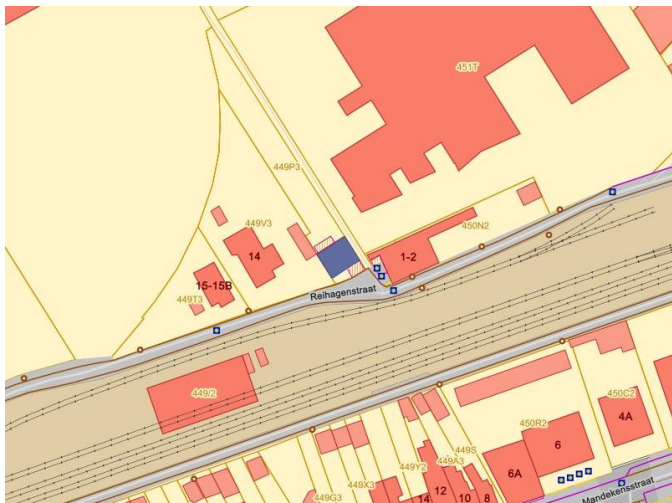 451T
449P3
449V3
450N2
14
1-2
15-15B
449T3
Reihagenstraat
449/2
450C2
4A
450R2
6
449S
449A3
6A
449Y2
12
449X3
14
10
8
449G3
Mandekensstraat